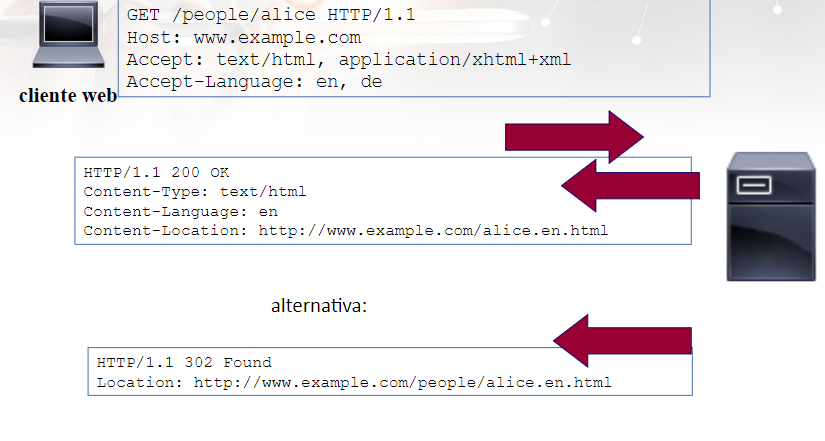 GET /people/alice HTTP/1.1
Host: www.example.com
Accept: text/html, application/xhtml+xml
Accept-Language: en, de
cliente web
HTTP/1.1 200 OK
Content-Type: text/html
Content-Language: en
Content-Location: http://www.example.com/alice.en.html
alternativa:
HTTP/1.1 302 Found
Location: http://www.example.com/people/alice.en.html